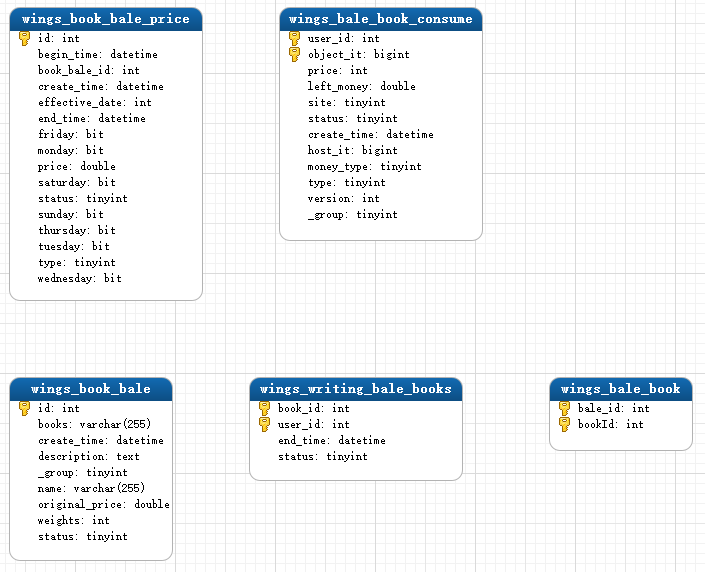 wings_book_bale_price
id: int
begin_time: datetime
book_bale_id: int
create_time: datetime
effective_date: int
end_time: datetime
friday: bit
monday: bit
price: double
saturday: bit
status: tinyint
sunday: bit
thursday: bit
tuesday: bit
type: tinyint
wednesday: bit
wings_bale_book_consume
user_id: int
object_it: bigint
price: int
left_money: double
site: tinyint
status: tinyint
create_time: datetime
host_it: bigint
money_type: tinyint
type: tinyint
version: int
_group: tinyint
wings_book_bale
id: int
books: varchar(255)
create_time: datetime
description: text
_group: tinyint
name: varchar(255)
original_price: double
weights: int
status: tinyint
wings_writing_bale_books
book_id: int
user_id: int
end_time: datetime
status: tinyint
wings_bale_book
bale_id: int
bookId: int